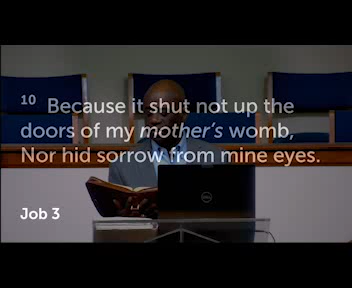 10 Because it shut not up the
doors of my mother's womb,
Nor hid sorrow from mine eyes.
Job 3
DELL